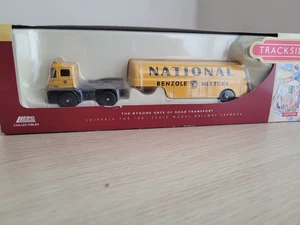 TRACKSI
NATIONAL
BENZOLE MIXTURE
LLEDO
COLLECTIBLES
THE BYGONE DAYS OF ROAD TRANSPORT
SUITABLE FOR "OO" SCALE MODEL RAILWAY LAYOUTS